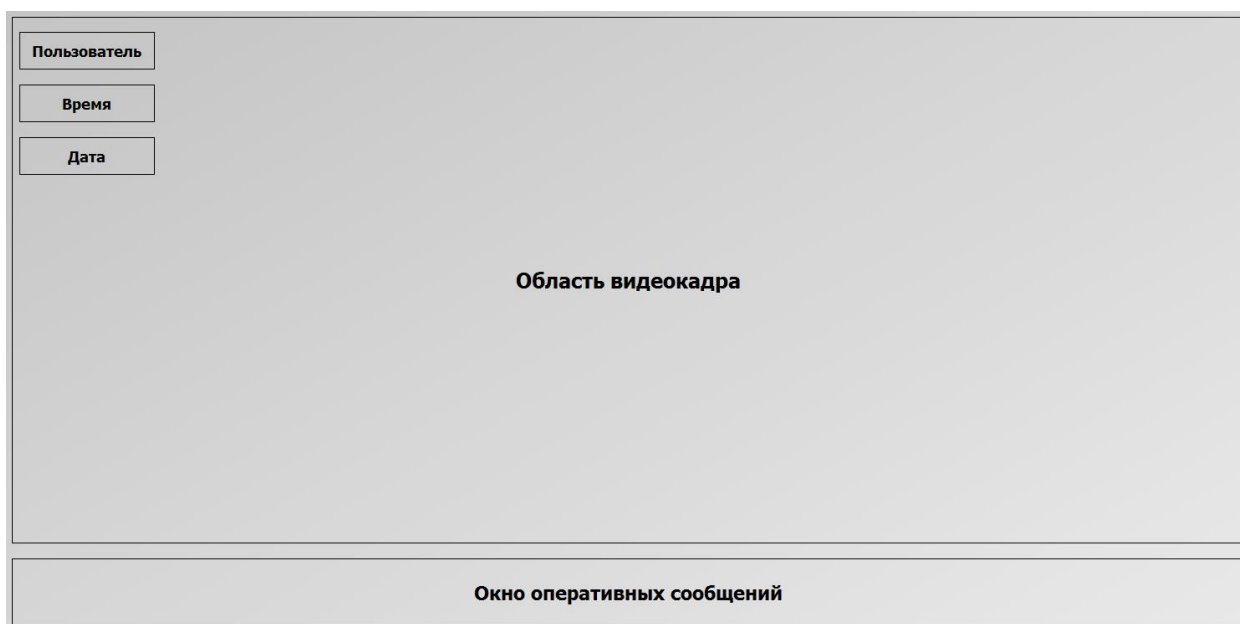 Пользователь
Время
Дата
Область видеокадра
Окно оперативных сообщений